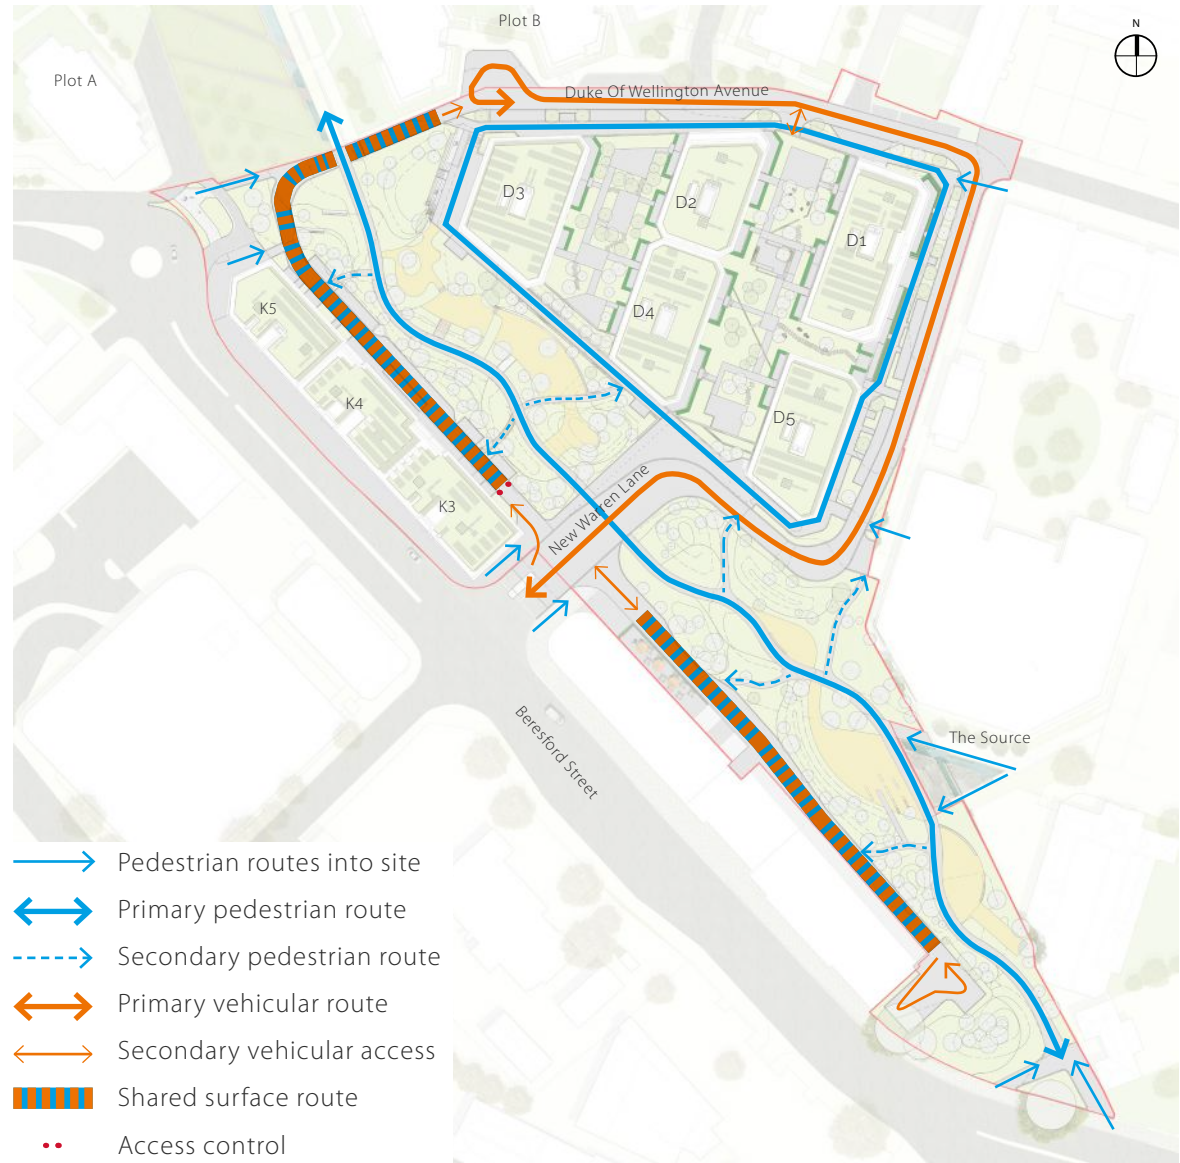 Plot B
N
Plot A
Duke Of Wellington Avenue
D3
D2
D1
D4
K5
K4
D5
K3
New Warren Lane
Beresford Street
The Source
Pedestrian routes into site
Primary pedestrian route
Secondary pedestrian route
Primary vehicular route
Secondary vehicular access
Shared surface route
Access control